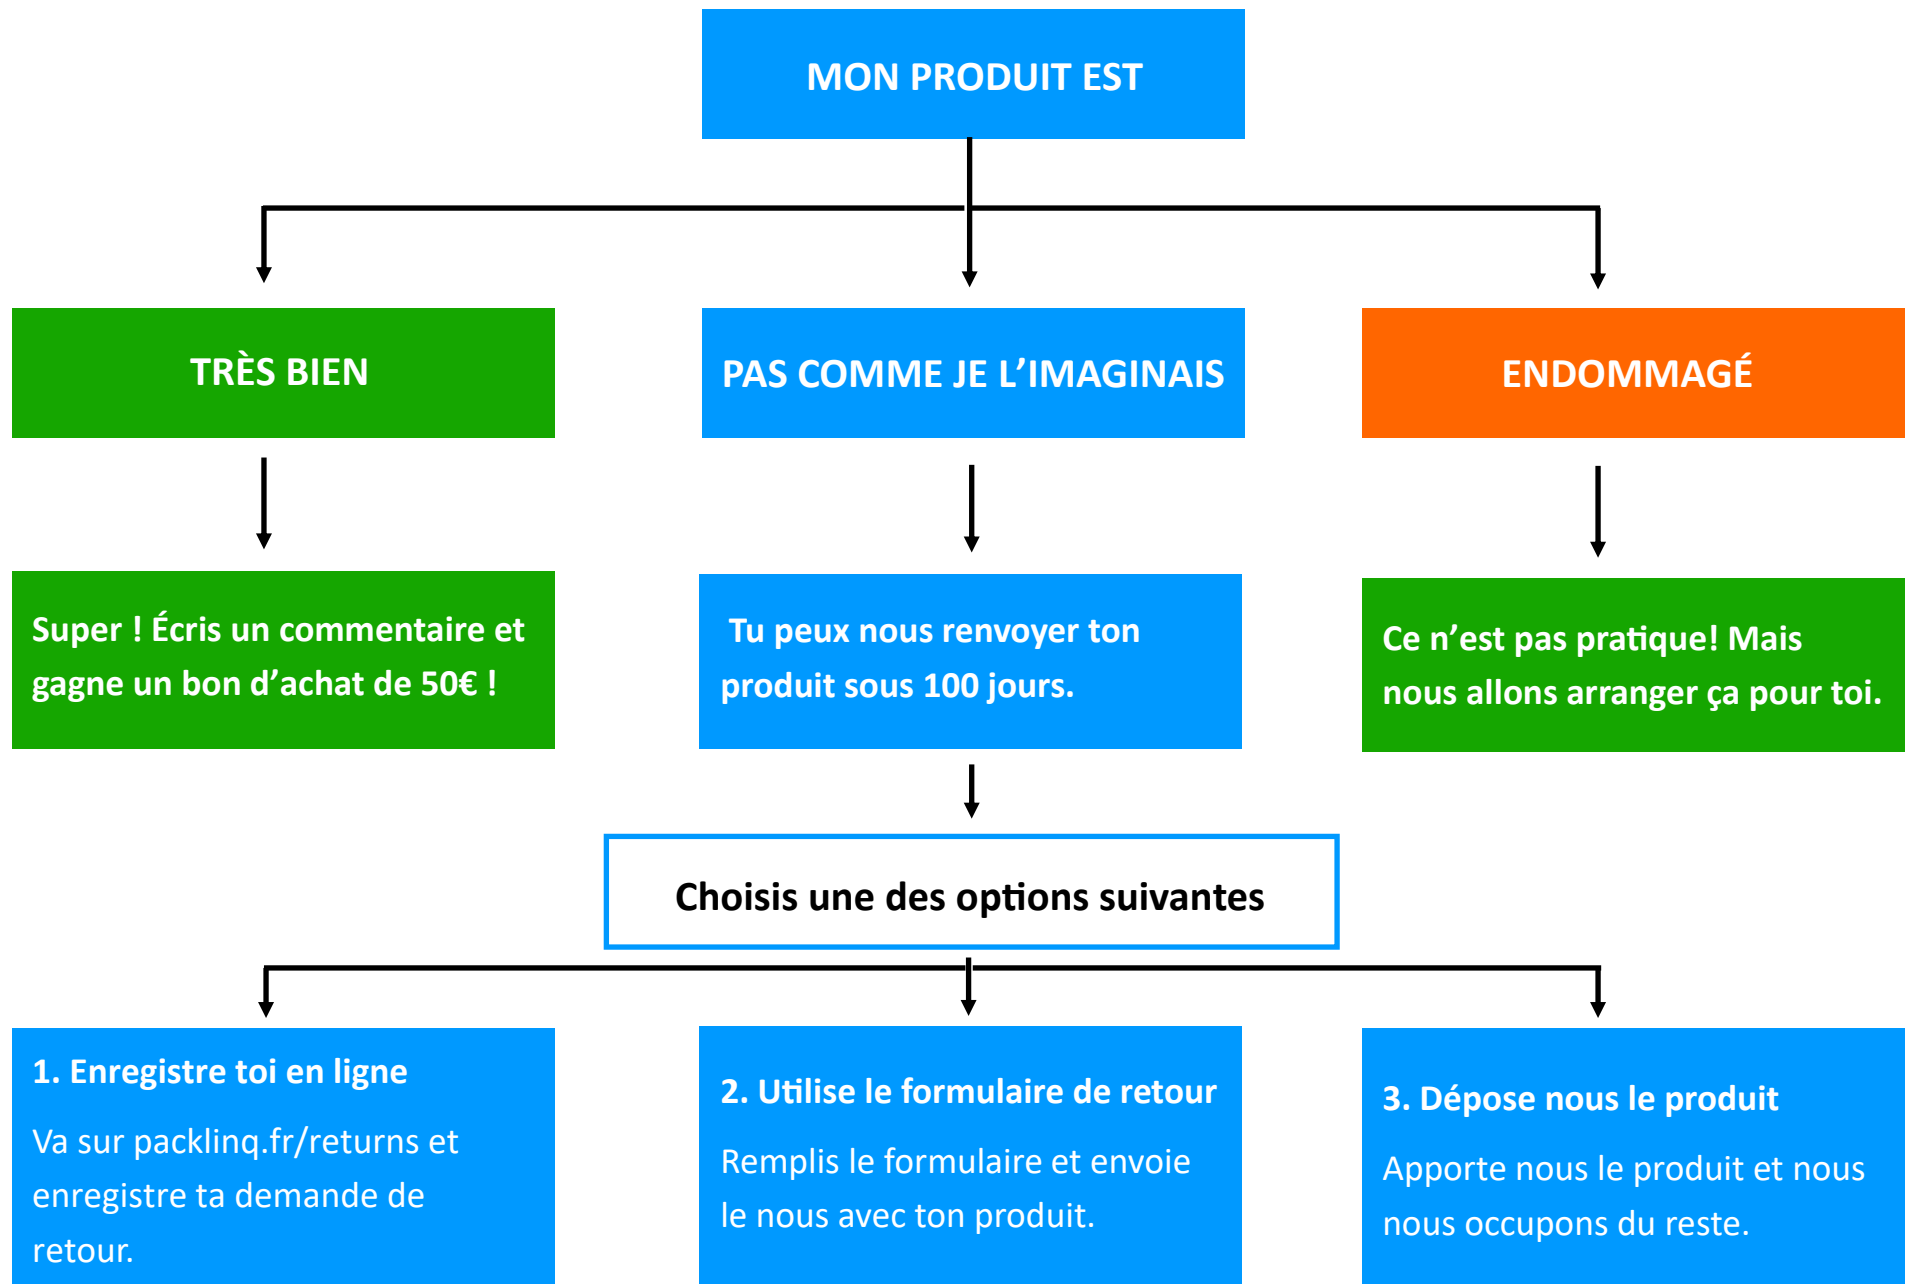 MON PRODUIT EST
TRÈS BIEN
PAS COMME JE L’IMAGINAIS
ENDOMMAGÉ
Super ! Écris un commentaire et
gagne un bon d’achat de 50€ !
Tu peux nous renvoyer ton
produit sous 100 jours.
Ce n’est pas pratique! Mais
nous allons arranger ça pour toi.
Choisis une des options suivantes
1. Enregistre toi en ligne
Va sur packlinq.fr/returns et
enregistre ta demande de
retour.
2. Utilise le formulaire de retour
Remplis le formulaire et envoie
le nous avec ton produit.
3. Dépose nous le produit
Apporte nous le produit et nous
nous occupons du reste.